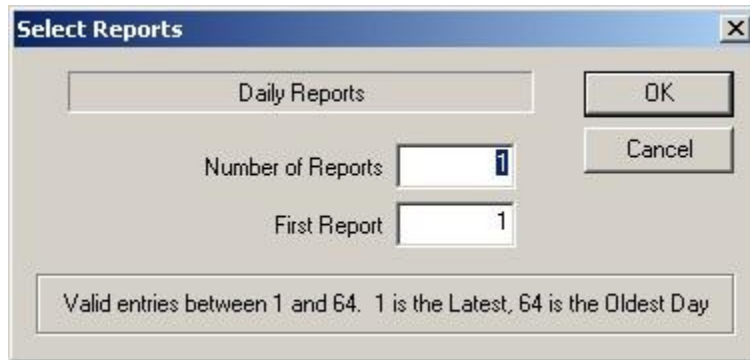 Select Reports
Daily Reports
OK
Cancel
Number of Reports 1
First Report 1
Valid entries between 1 and 64. 1 is the Latest, 64 is the Oldest Day